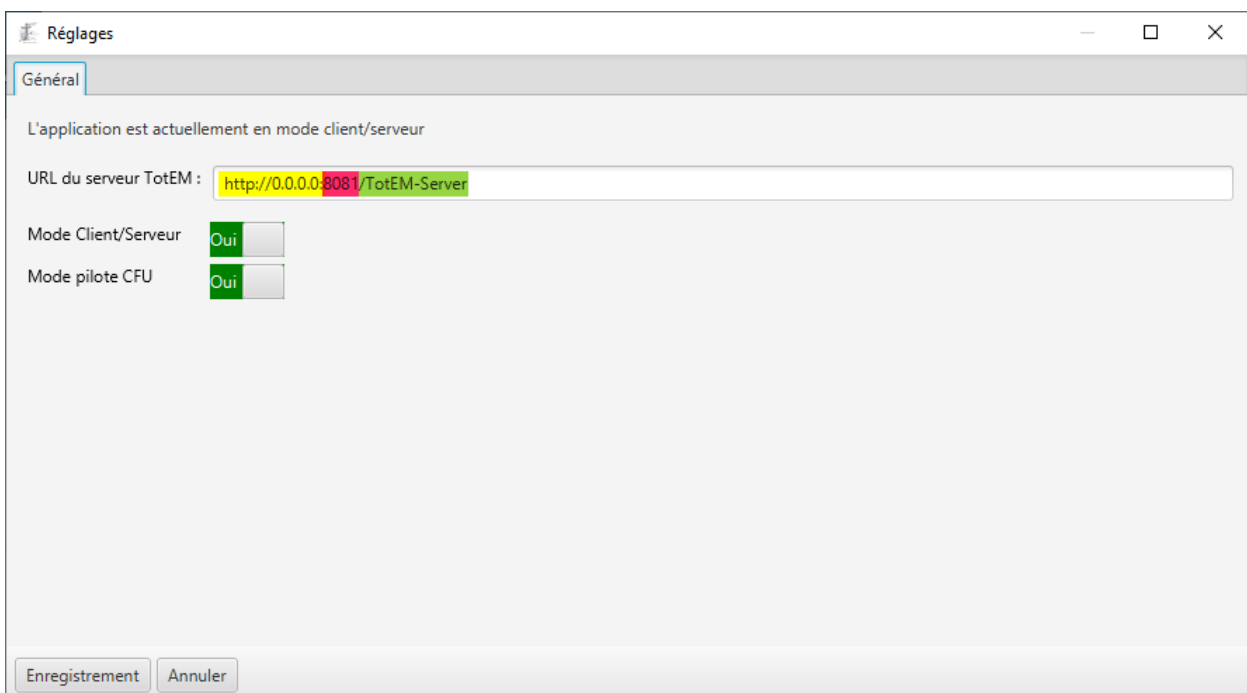 Réglages
Général
L'application est actuellement en mode client/serveur
URL du serveur TotEM : http://0.0.0.0:8081/TotEM-Server
Mode Client/Serveur Oui
Mode pilote CFU Oui
Enregistrement Annuler